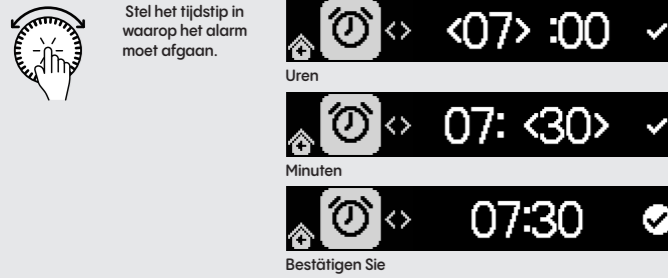 Stel het tijdstip in
waarop het alarm
moet afgaan.
<07> :00
Uren
07: <30>
Minuten
07:30
Bestätigen Sie